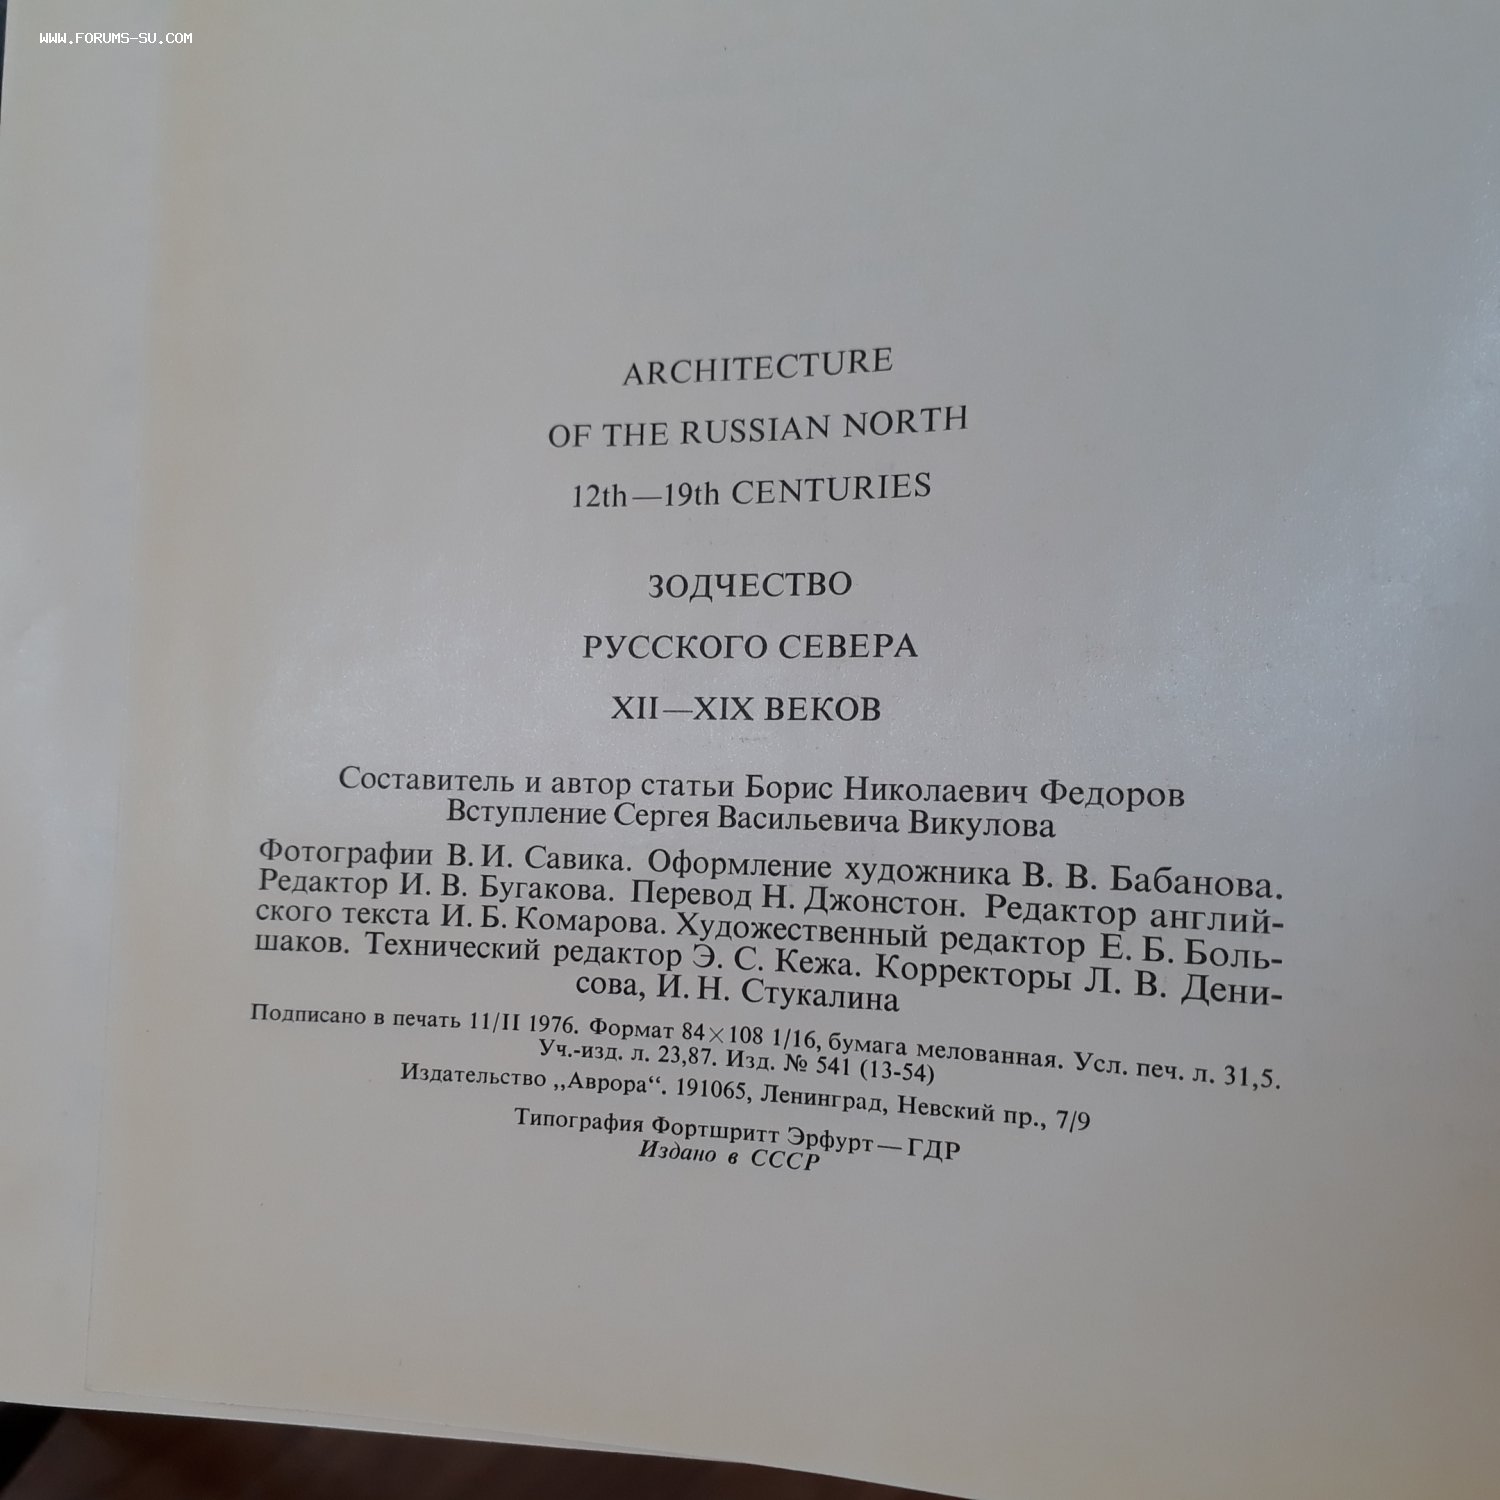 WWW.FORUMS-SU.COM
ARCHITECTURE
OF THE RUSSIAN NORTH
12th—19th CENTURIES
ЗОДЧЕСТВО
РУССКОГО СЕВЕРА
XII—XIX ВЕКОВ
Составитель и автор статьи Борис Николаевич Федоров
Вступление Сергея Васильевича Викулова
Фотографии В. И. Савика. Оформление художника В. В. Бабанова.
Редактор И. В. Бугакова. Перевод Н. Джонстон. Редактор англий-
ского текста И. Б. Комарова. Художественный редактор Е. Б. Боль-
шаков. Технический редактор Э. С. Кежа. Корректоры Л. В. Дени-
сова, И. Н. Стукалина
Подписано в печать 11/II 1976. Формат 84×108 1/16, бумага мелованная. Усл. печ. л. 31,5.
Уч.-изд. л. 23,87. Изд. № 541 (13-54)
Издательство „Аврора“. 191065, Ленинград, Невский пр., 7/9
Типография Фортшритт Эрфурт — ГДР
Издано в СССР